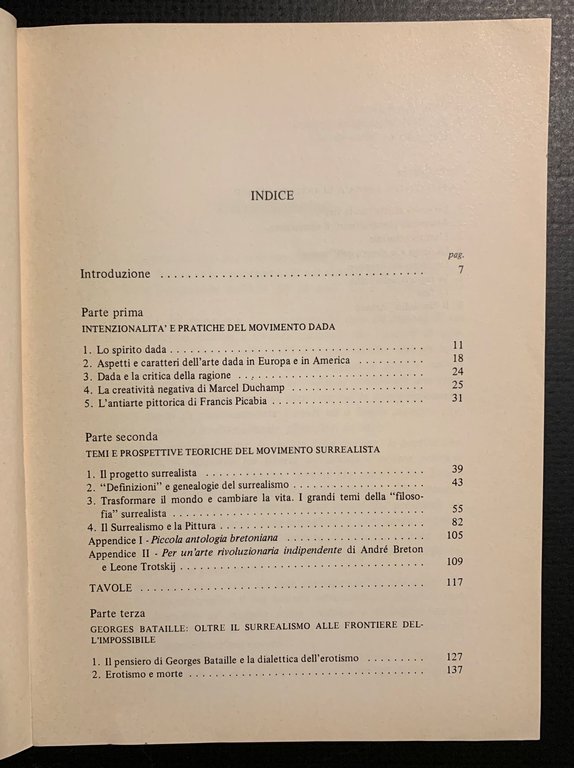 INDICE
pag.
Introduzione ........................................ 7
Parte prima
INTENZIONALITA' E PRATICHE DEL MOVIMENTO DADA
1. Lo spirito dada ........................................ 11
2. Aspetti e caratteri dell'arte dada in Europa e in America ........... 18
3. Dada e la critica della ragione ............................ 24
4. La creatività negativa di Marcel Duchamp .................... 25
5. L'antiarte pittorica di Francis Picabia ...................... 31
Parte seconda
TEMI E PROSPETTIVE TEORICHE DEL MOVIMENTO SURREALISTA
1. Il progetto surrealista ................................. 39
2. "Definizioni" e genealogie del surrealismo .................... 43
3. Trasformare il mondo e cambiare la vita. I grandi temi della "filoso-
fia" surrealista ..................................... 55
4. Il Surrealismo e la Pittura .............................. 82
Appendice I - Piccola antologia bretoniana ..................... 105
Appendice II - Per un'arte rivoluzionaria indipendente di André Breton
e Leone Trotskij .................................... 109
TAVOLE ........................................ 117
Parte terza
GEORGES BATAILLE: OLTRE IL SURREALISMO ALLE FRONTIERE DEL-
L'IMPOSSIBILE
1. Il pensiero di Georges Bataille e la dialettica dell'erotismo ......... 127
2. Erotismo e morte ................................... 137